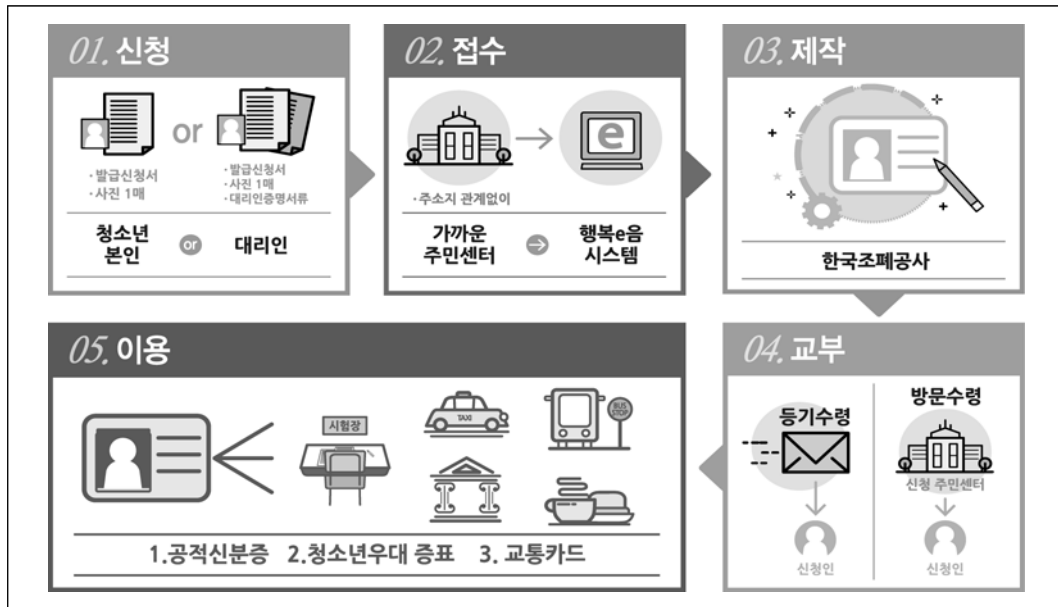 01. 신청
or
·발급신청서
·사진 1매
·발급신청서
·사진 1매
·대리인증명서류
청소년
본인
or
대리인
02. 접수
e
·주소지 관계없이
가까운
주민센터
행복e음
시스템
03. 제작
한국조폐공사
04. 교부
등기수령
신청인
방문수령
신청 주민센터
신청인
05. 이용
시험장
TAXI
BUS
STOP
1.공적신분증 2.청소년우대 증표 3. 교통카드